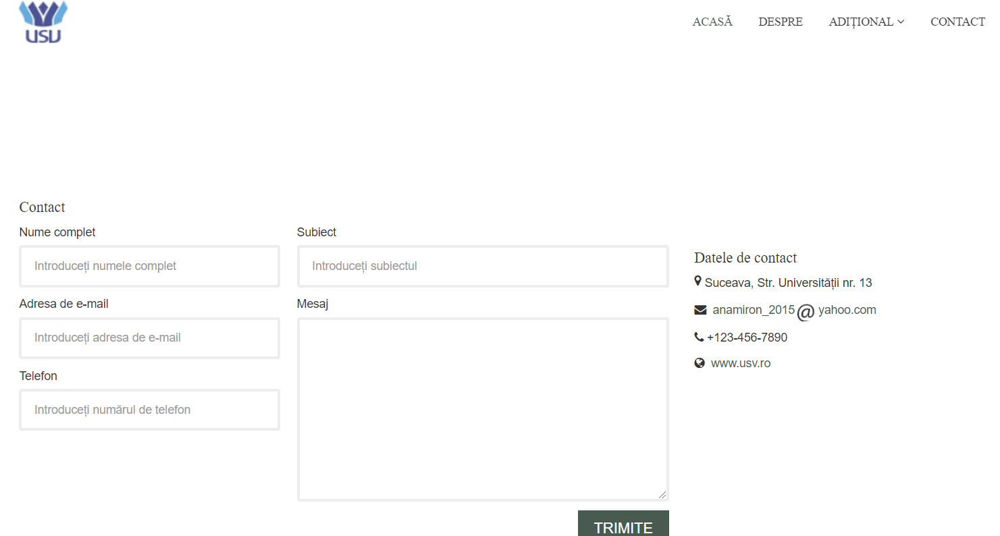 USV
ACASĂ DESPRE ADIȚIONAL CONTACT
Contact
Nume complet
Introduceți numele complet
Adresa de e-mail
Introduceți adresa de e-mail
Telefon
Introduceți numărul de telefon
Subiect
Introduceți subiectul
Mesaj
TRIMITE
Datele de contact
Suceava, Str. Universității nr. 13
anamiron_2015@yahoo.com
+123-456-7890
www.usv.ro